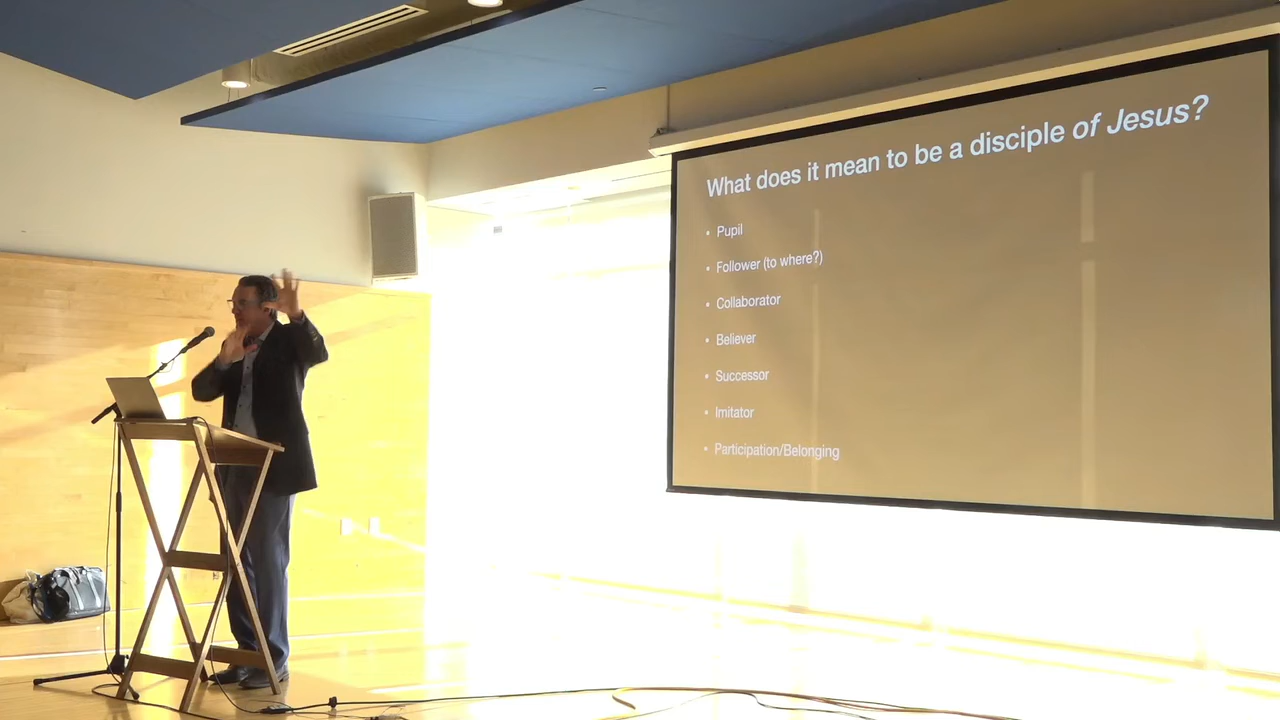 What does it mean to be a disciple of Jesus?
• Pupil
• Follower (to where?)
• Collaborator
• Believer
• Successor
• Imitator
• Participation/Belonging